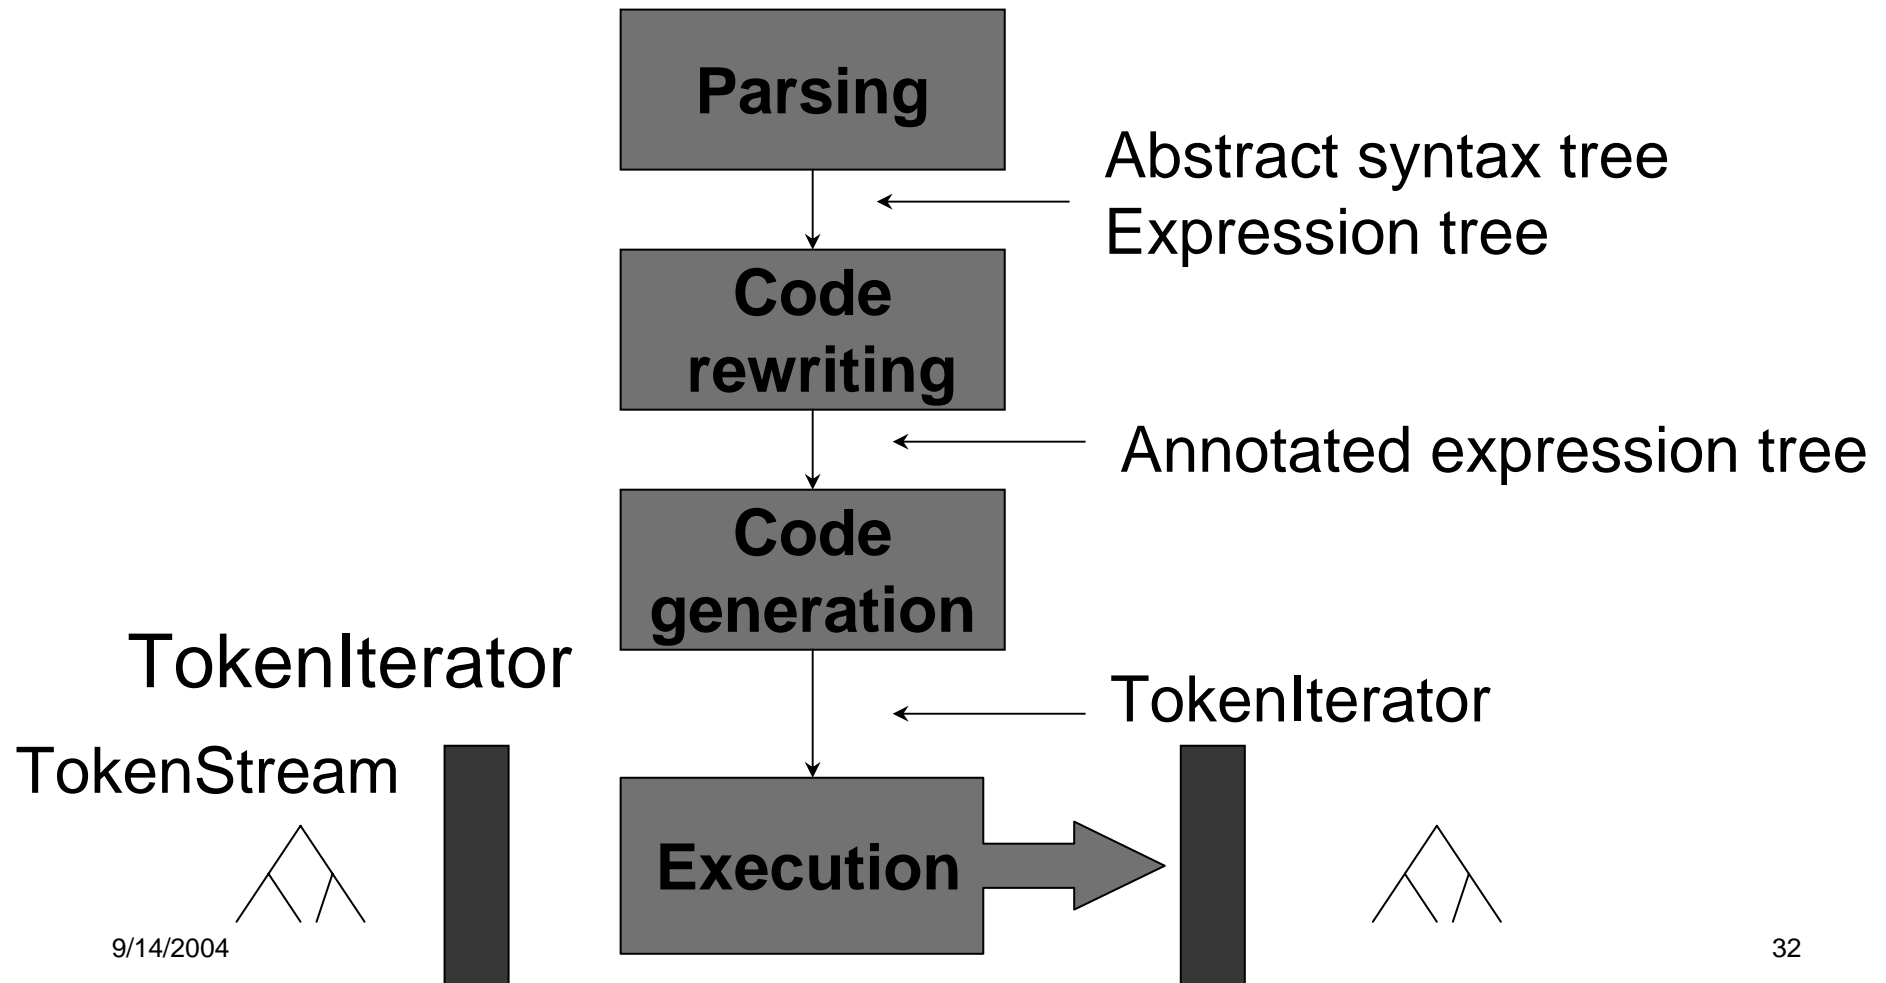 Parsing
Abstract syntax tree
Expression tree
Code
rewriting
Annotated expression tree
Code
generation
TokenIterator
TokenIterator
TokenStream
Execution
9/14/2004
32